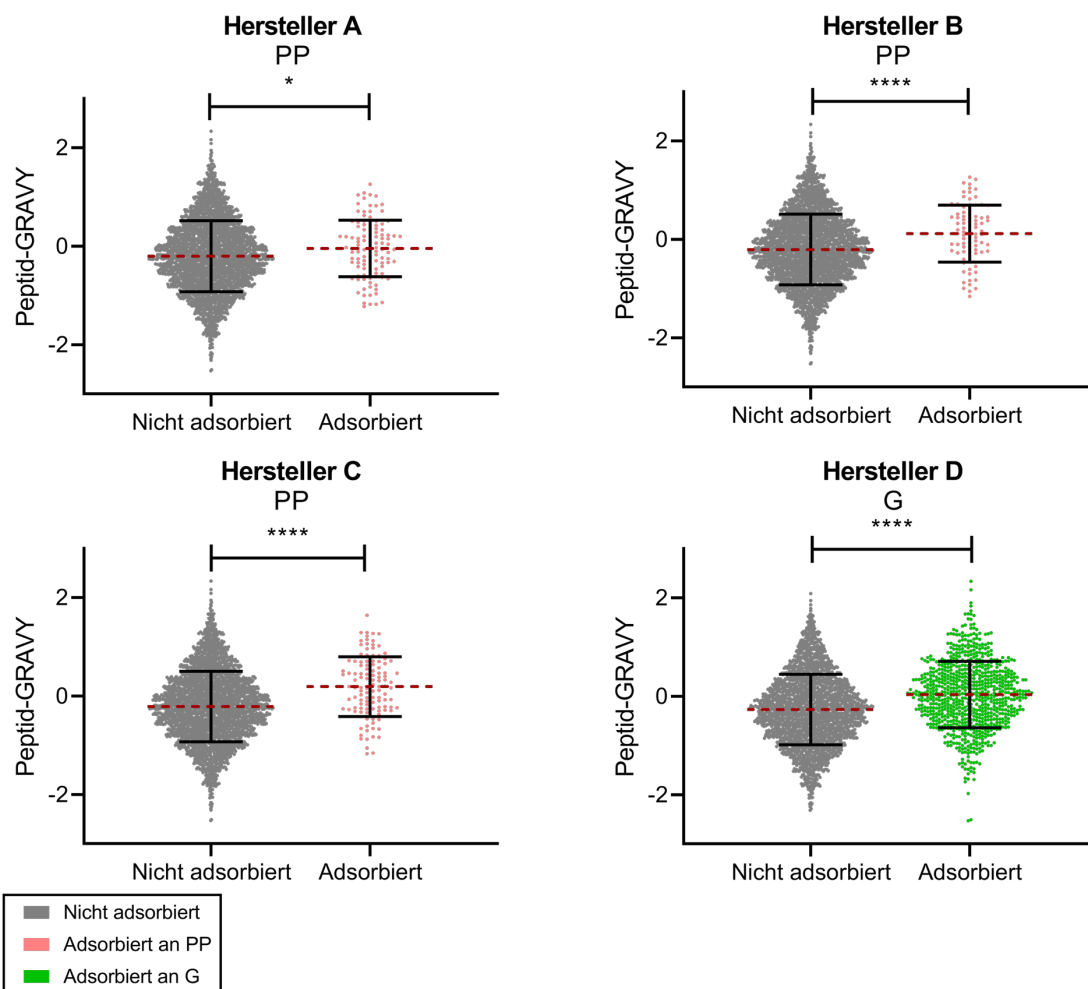 Hersteller A
PP
*
Peptid-GRAVY
2
0
-2
Nicht adsorbiert
Adsorbiert
Hersteller B
PP
****
Peptid-GRAVY
2
0
-2
Nicht adsorbiert
Adsorbiert
Hersteller C
PP
****
Peptid-GRAVY
2
0
-2
Nicht adsorbiert
Adsorbiert
Hersteller D
G
****
Peptid-GRAVY
2
0
-2
Nicht adsorbiert
Adsorbiert
Nicht adsorbiert
Adsorbiert an PP
Adsorbiert an G